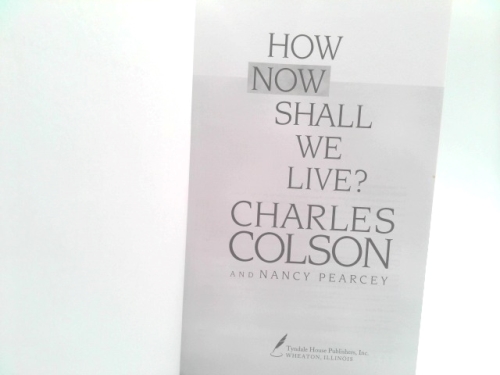 HOW
NOW
SHALL
WE
LIVE?
CHARLES
COLSON
AND NANCY PEARCEY
Tyndale House Publishers, Inc.
WHEATON, ILLINOIS